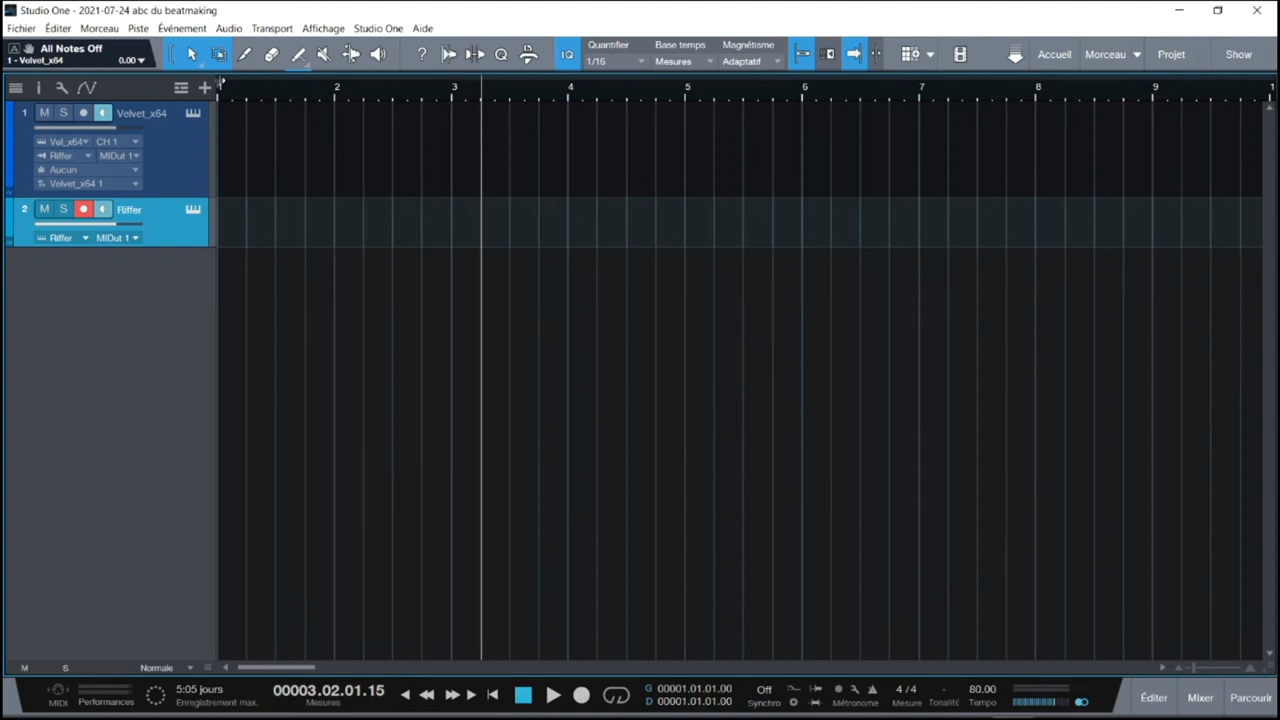 Studio One - 2021-07-24 abc du beatmaking
Fichier Éditer Morceau Piste Événement Audio Transport Affichage Studio One Aide
All Notes Off
1 - Velvet_x64 0.00
? IQ
Quantifier Base temps Magnétisme
1/16 Mesures Adaptatif
Accueil Morceau Projet Show
2 3 4 5 6 7 8 9 1
1 M S Velvet_x64
Vel_x64 CH 1
Riffer MIDut 1
Aucun
Velvet_x64 1
2 M S Riffer
Riffer MIDut 1
M S Normale
MIDI Performances
5:05 jours
Enregistrement max.
00003.02.01.15
Mesures
G 00001.01.01.00
D 00001.01.01.00
Off
Synchro
Métronome
4 / 4
Mesure
-
Tonalité
80.00
Tempo
Éditer Mixer Parcourir